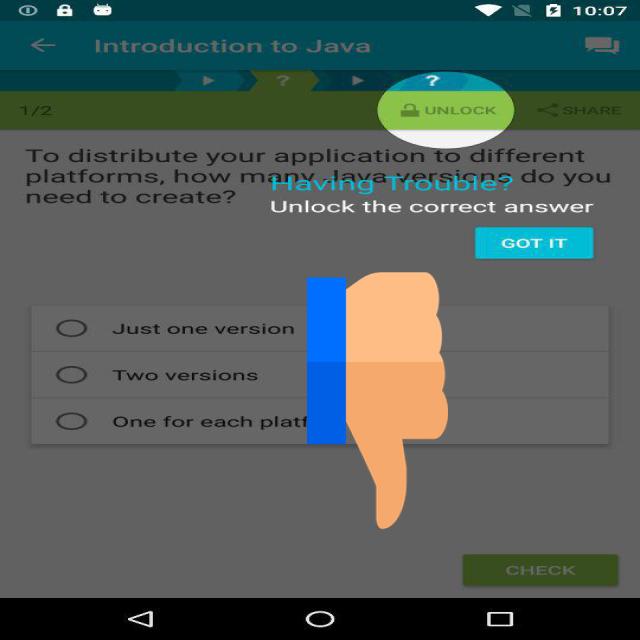 10:07
Introduction to Java
?
?
1/2
UNLOCK
SHARE
To distribute your application to different
platforms, how many Java versions do you
need to create?
Having Trouble?
Unlock the correct answer
GOT IT
Just one version
Two versions
One for each platf
CHECK